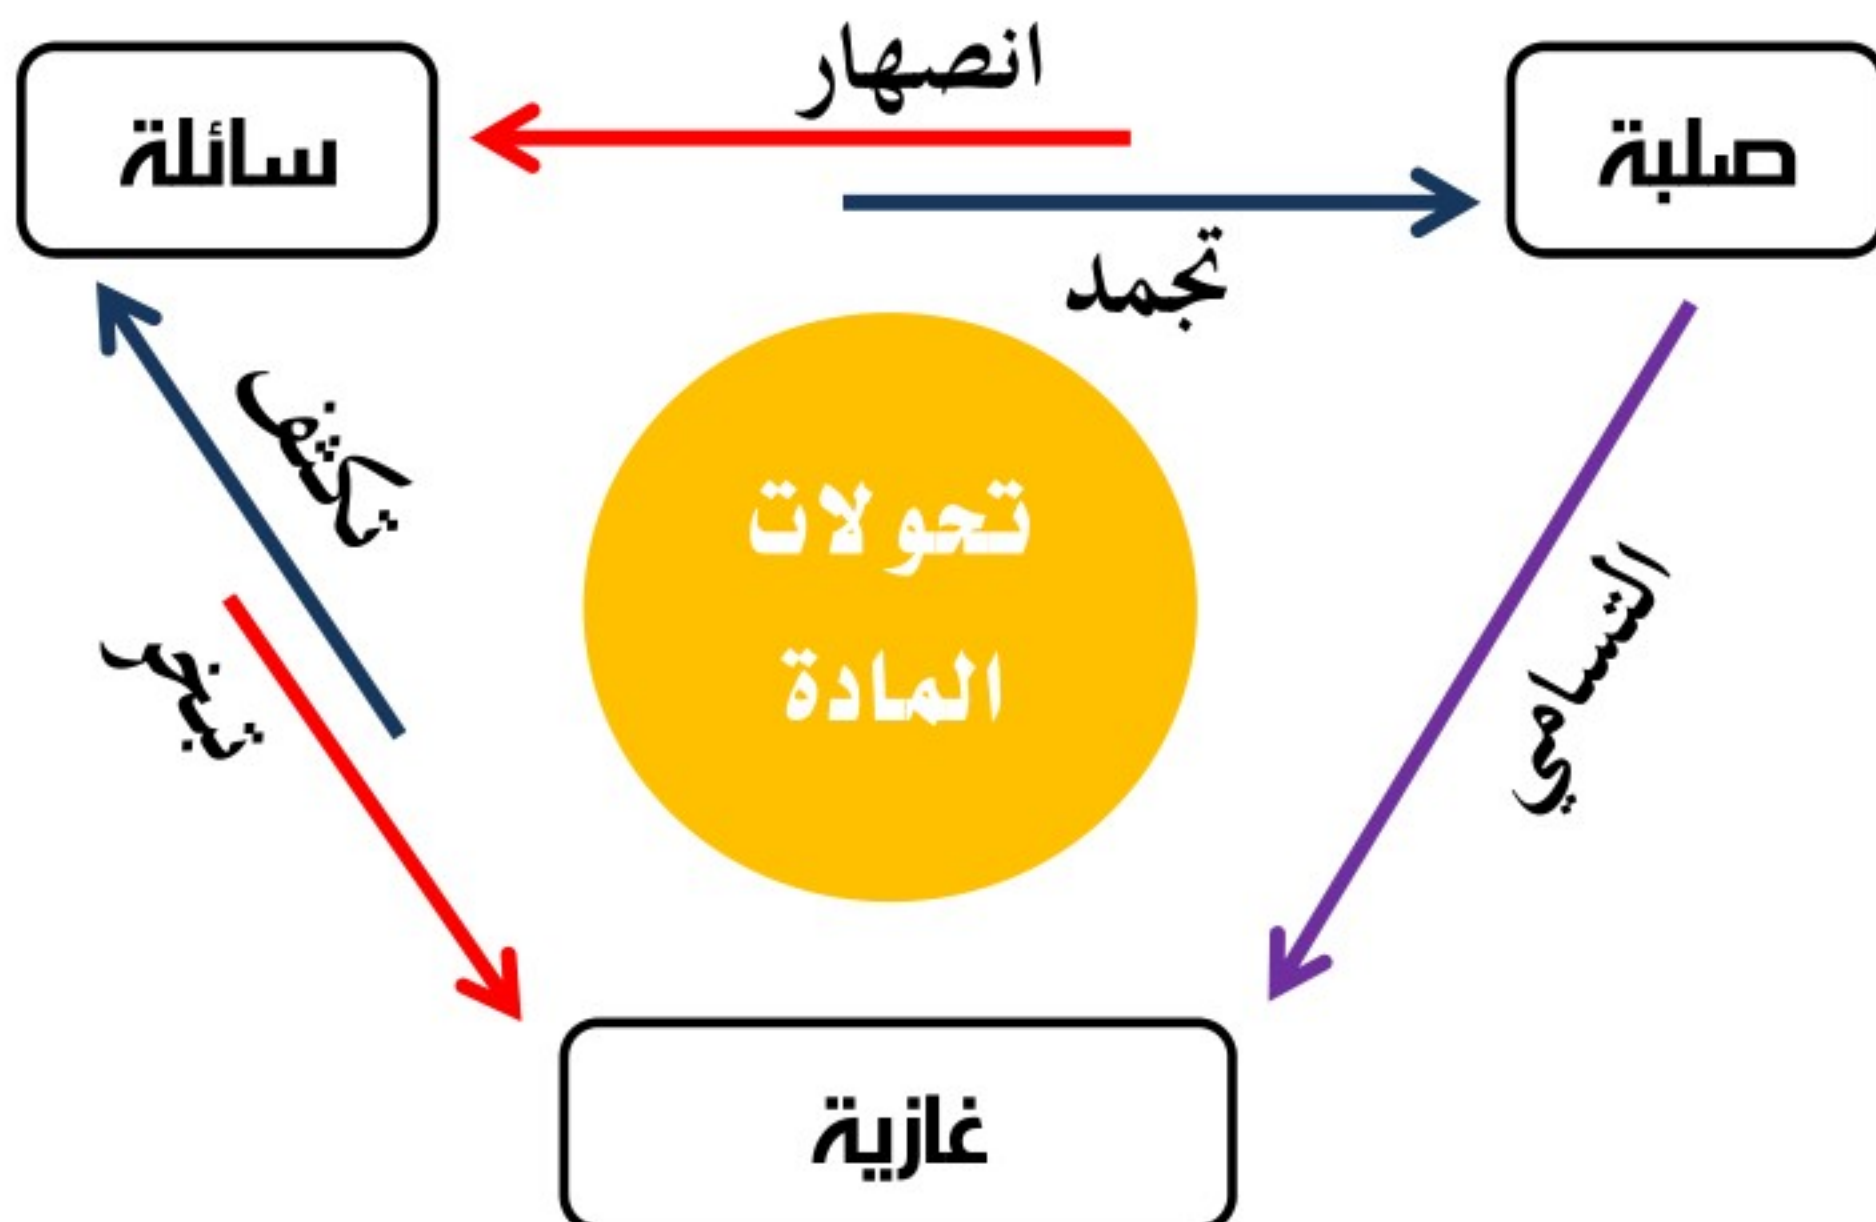 انصهار
صلبة
سائلة
تجمد
تكثف
تبخر
تحولات
المادة
التسامي
غازية